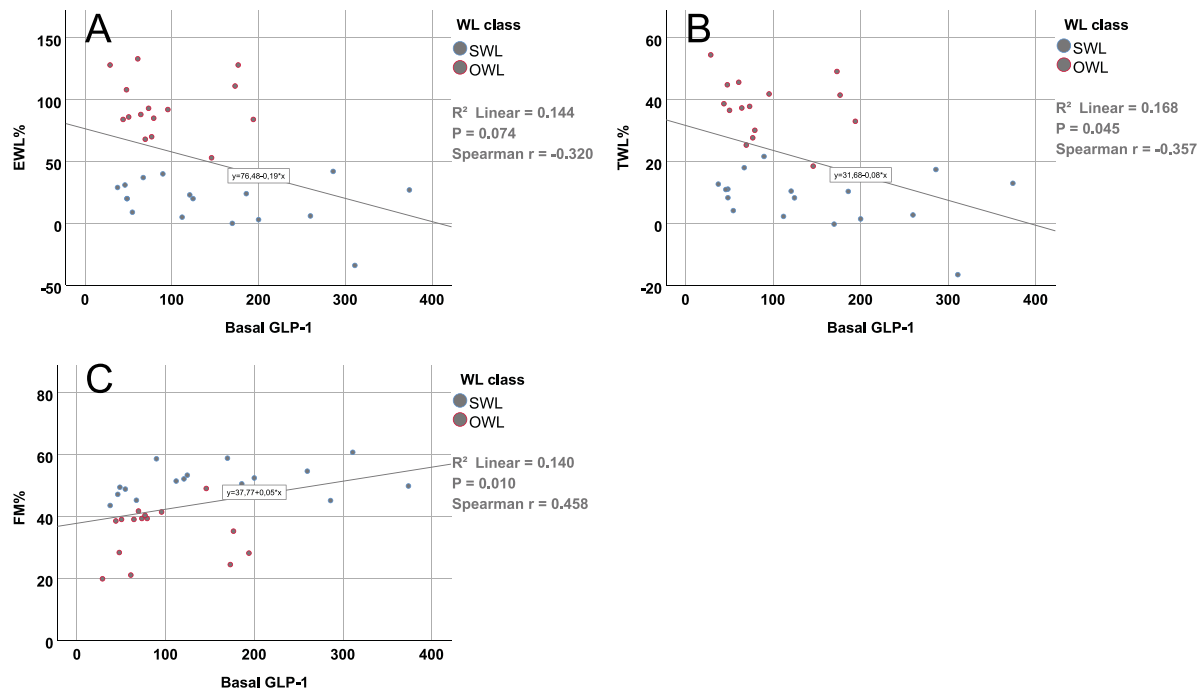 A
WL class
SWL
OWL
R² Linear = 0.144
P = 0.074
Spearman r = -0.320
EWL%
150
100
50
0
-50
y=76,48-0,19*x
0 100 200 300 400
Basal GLP-1
B
WL class
SWL
OWL
R² Linear = 0.168
P = 0.045
Spearman r = -0.357
TWL%
60
40
20
0
-20
y=31,68-0,08*x
0 100 200 300 400
Basal GLP-1
C
WL class
SWL
OWL
R² Linear = 0.140
P = 0.010
Spearman r = 0.458
FM%
80
60
40
20
0
y=37,77+0,05*x
0 100 200 300 400
Basal GLP-1